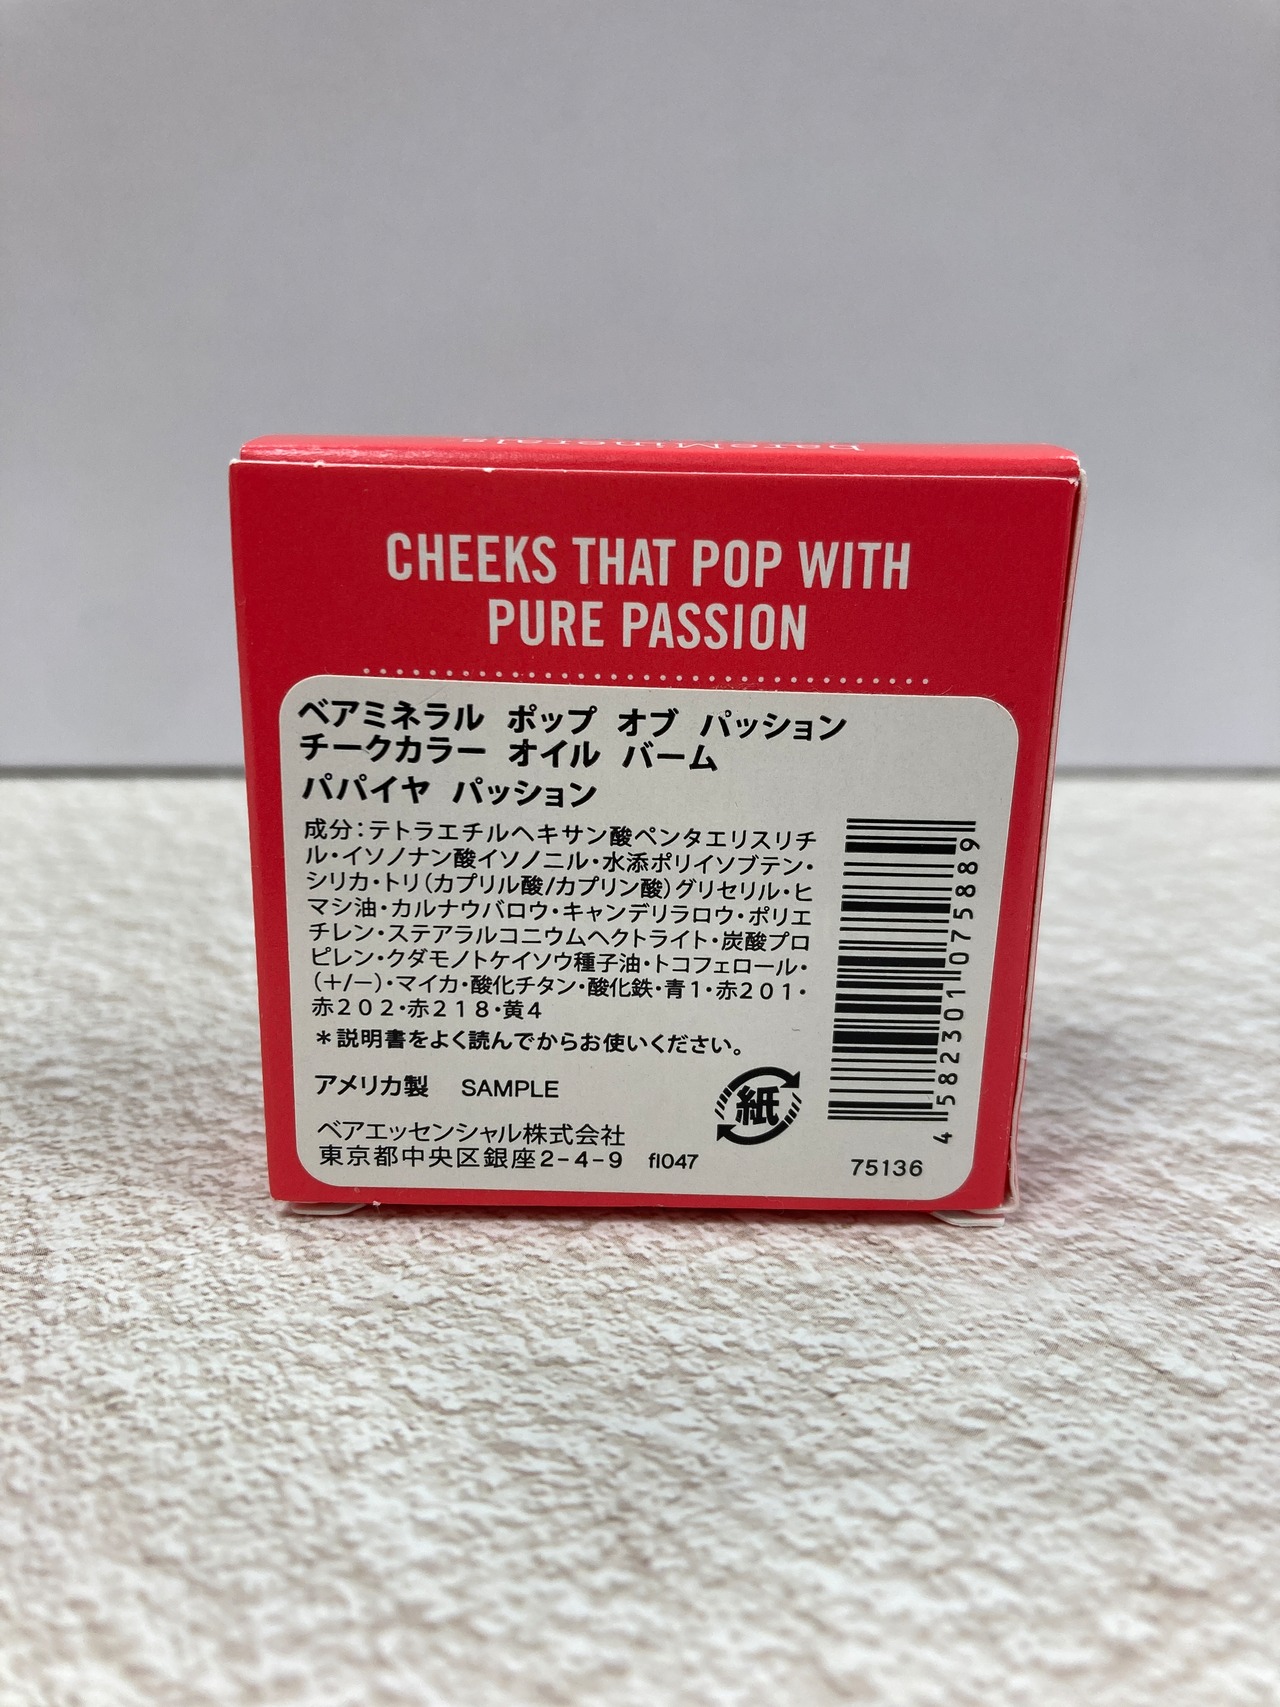 bareMinerals
CHEEKS THAT POP WITH
PURE PASSION
ベアミネラル ポップ オブ パッション
チークカラー オイル バーム
パパイヤ パッション
成分：テトラエチルヘキサン酸ペンタエリスリチ
ル・イソノナン酸イソノニル・水添ポリイソブテン・
シリカ・トリ（カプリル酸/カプリン酸）グリセリル・ヒ
マシ油・カルナウバロウ・キャンデリラロウ・ポリエ
チレン・ステアラルコニウムヘクトライト・炭酸プロ
ピレン・クダモノトケイソウ種子油・トコフェロール・
（+/−）・マイカ・酸化チタン・酸化鉄・青1・赤２０１・
赤２０２・赤２１８・黄４
＊説明書をよく読んでからお使いください。
アメリカ製 SAMPLE
紙
ベアエッセンシャル株式会社
東京都中央区銀座2−4−9 fl047
75136
4 582301 075889